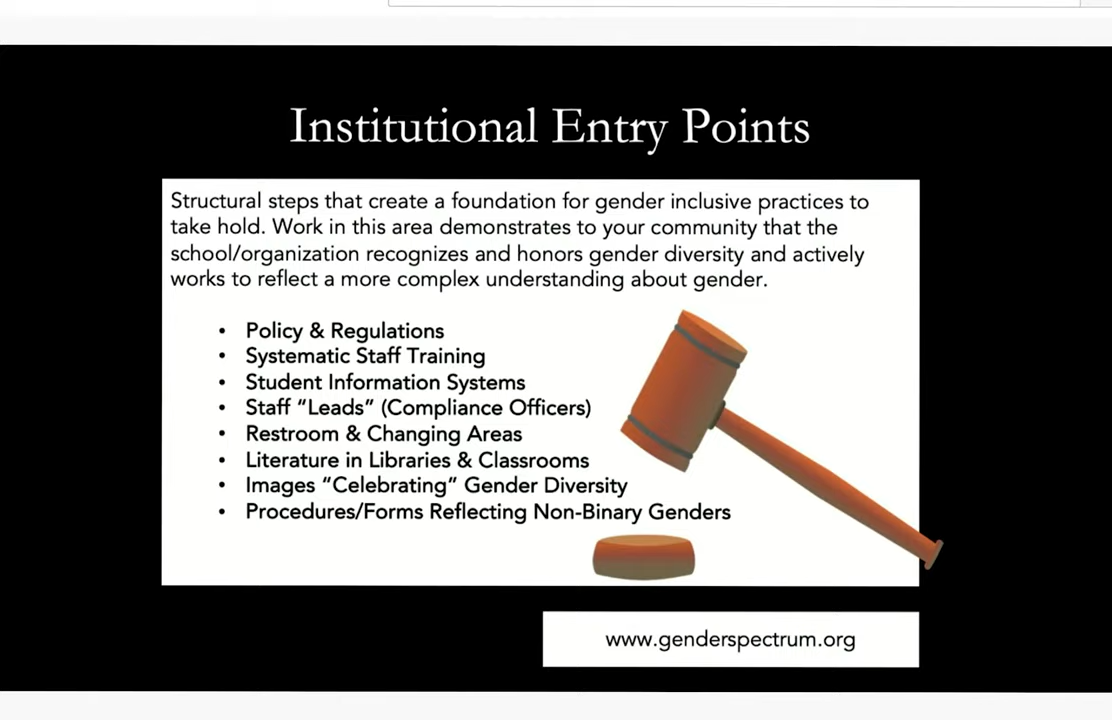 Institutional Entry Points
Structural steps that create a foundation for gender inclusive practices to
take hold. Work in this area demonstrates to your community that the
school/organization recognizes and honors gender diversity and actively
works to reflect a more complex understanding about gender.
• Policy & Regulations
• Systematic Staff Training
• Student Information Systems
• Staff “Leads” (Compliance Officers)
• Restroom & Changing Areas
• Literature in Libraries & Classrooms
• Images “Celebrating” Gender Diversity
• Procedures/Forms Reflecting Non-Binary Genders
www.genderspectrum.org